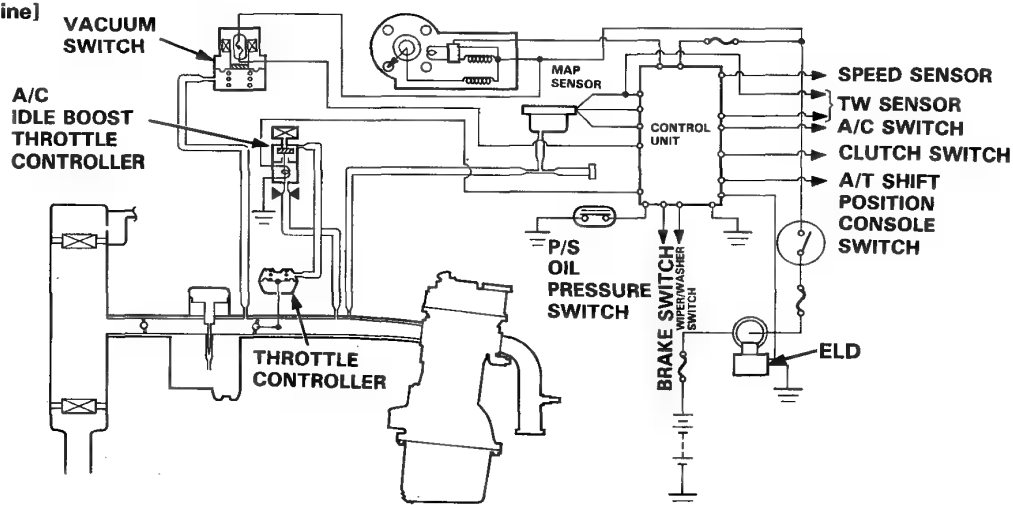 ine]
VACUUM
SWITCH
A/C
IDLE BOOST
THROTTLE
CONTROLLER
MAP
SENSOR
CONTROL
UNIT
SPEED SENSOR
TW SENSOR
A/C SWITCH
CLUTCH SWITCH
A/T SHIFT
POSITION
CONSOLE
SWITCH
P/S
OIL
PRESSURE
SWITCH
BRAKE SWITCH
WIPER/WASHER
SWITCH
ELD
THROTTLE
CONTROLLER